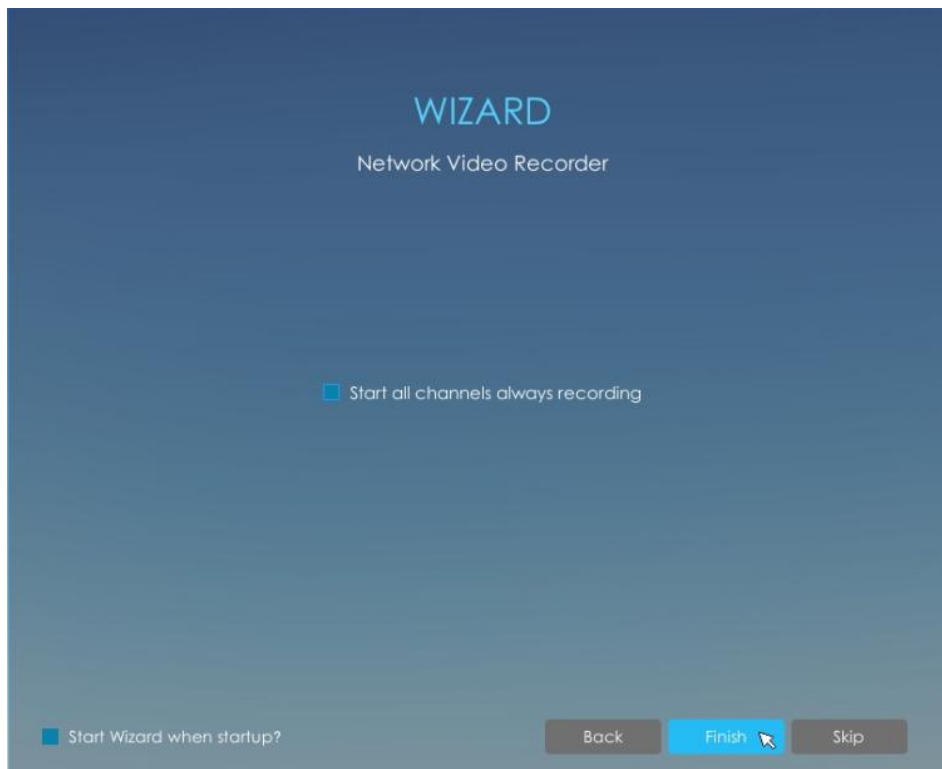 WIZARD
Network Video Recorder
Start all channels always recording
Start Wizard when startup?
Back
Finish
Skip